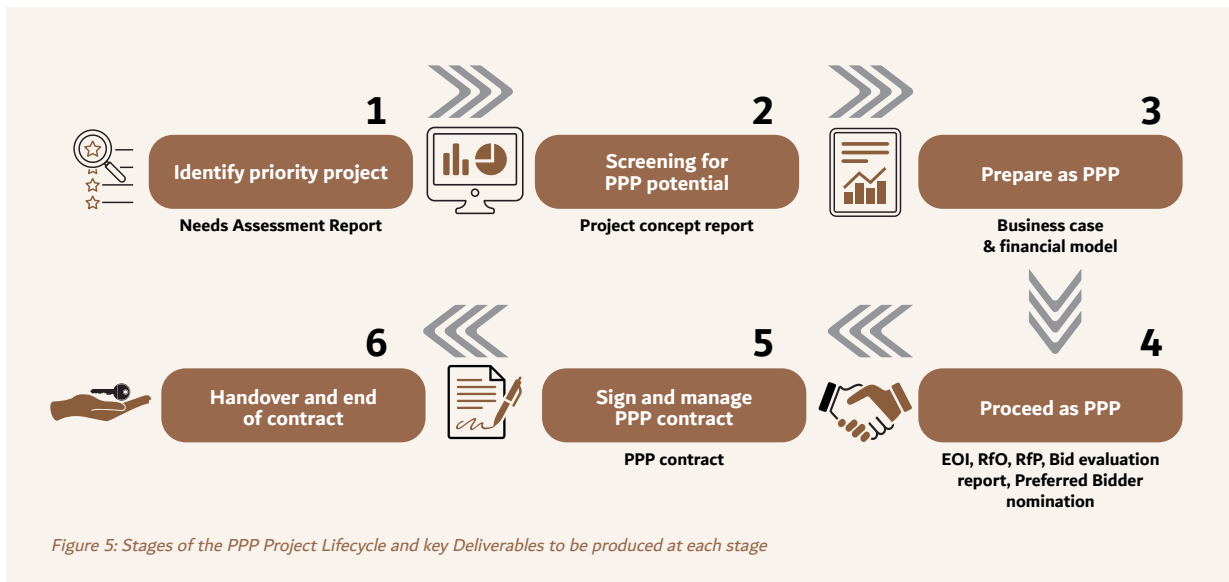 1
Identify priority project
Needs Assessment Report
2
Screening for
PPP potential
Project concept report
3
Prepare as PPP
Business case
& financial model
4
Proceed as PPP
EOI, RfO, RfP, Bid evaluation
report, Preferred Bidder
nomination
5
Sign and manage
PPP contract
PPP contract
6
Handover and end
of contract
Figure 5: Stages of the PPP Project Lifecycle and key Deliverables to be produced at each stage